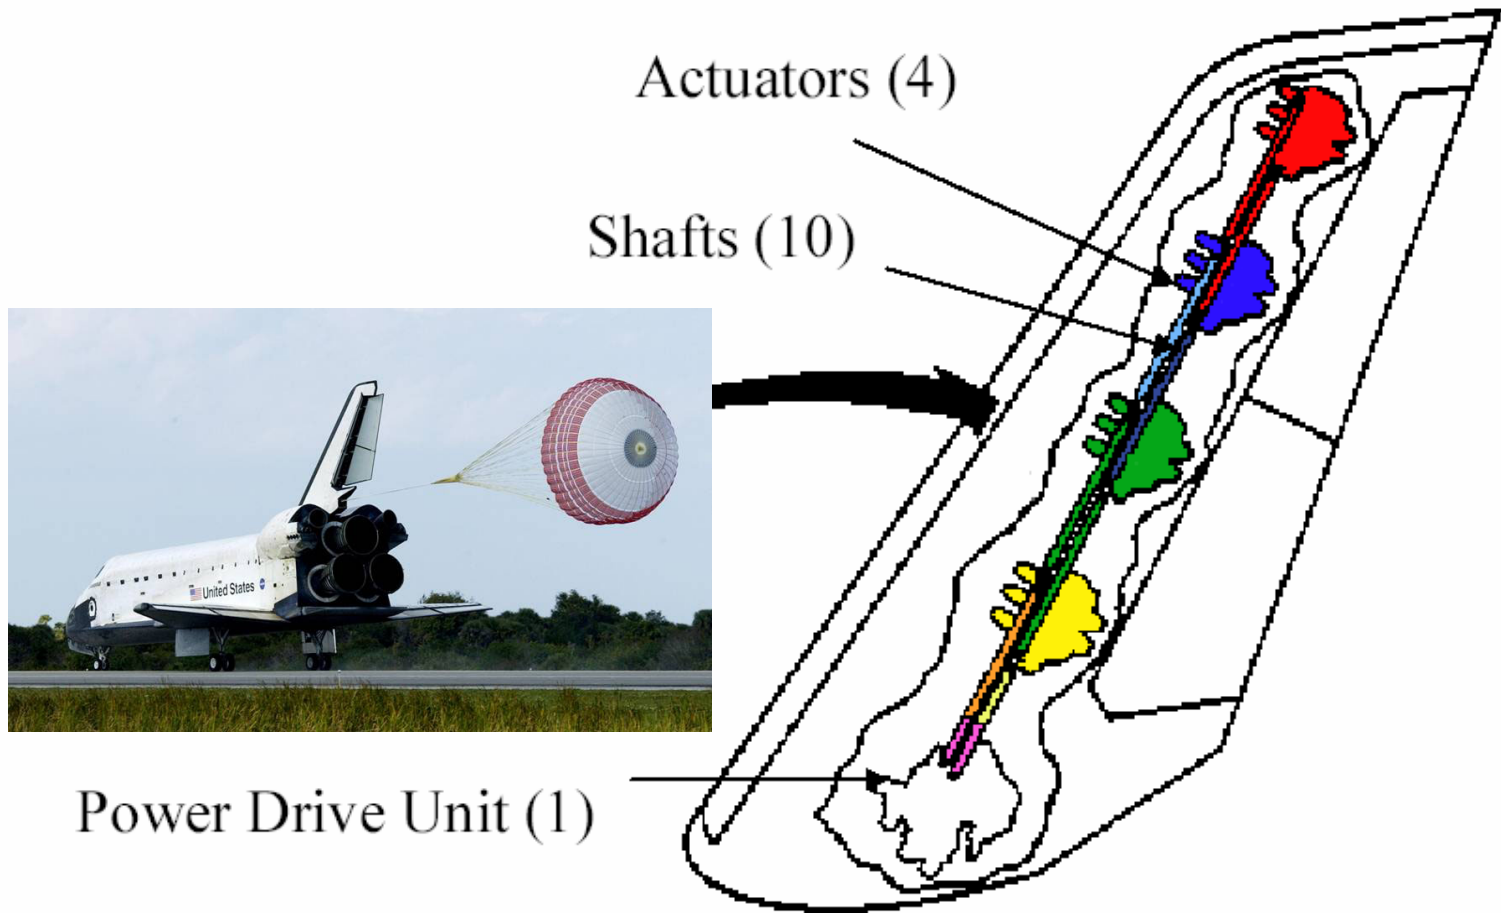 Actuators (4)
Shafts (10)
United States
Power Drive Unit (1)